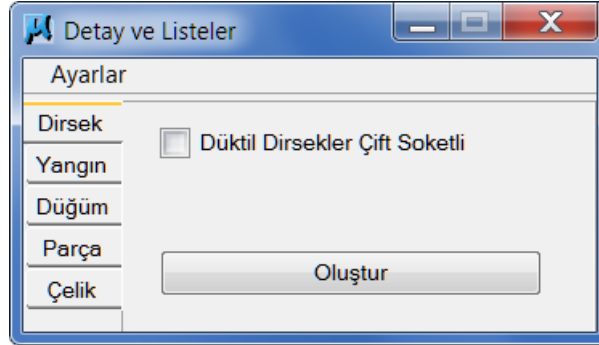 Detay ve Listeler
Ayarlar
Dirsek
Düktil Dirsekler Çift Soketli
Yangın
Düğüm
Parça
Oluştur
Çelik